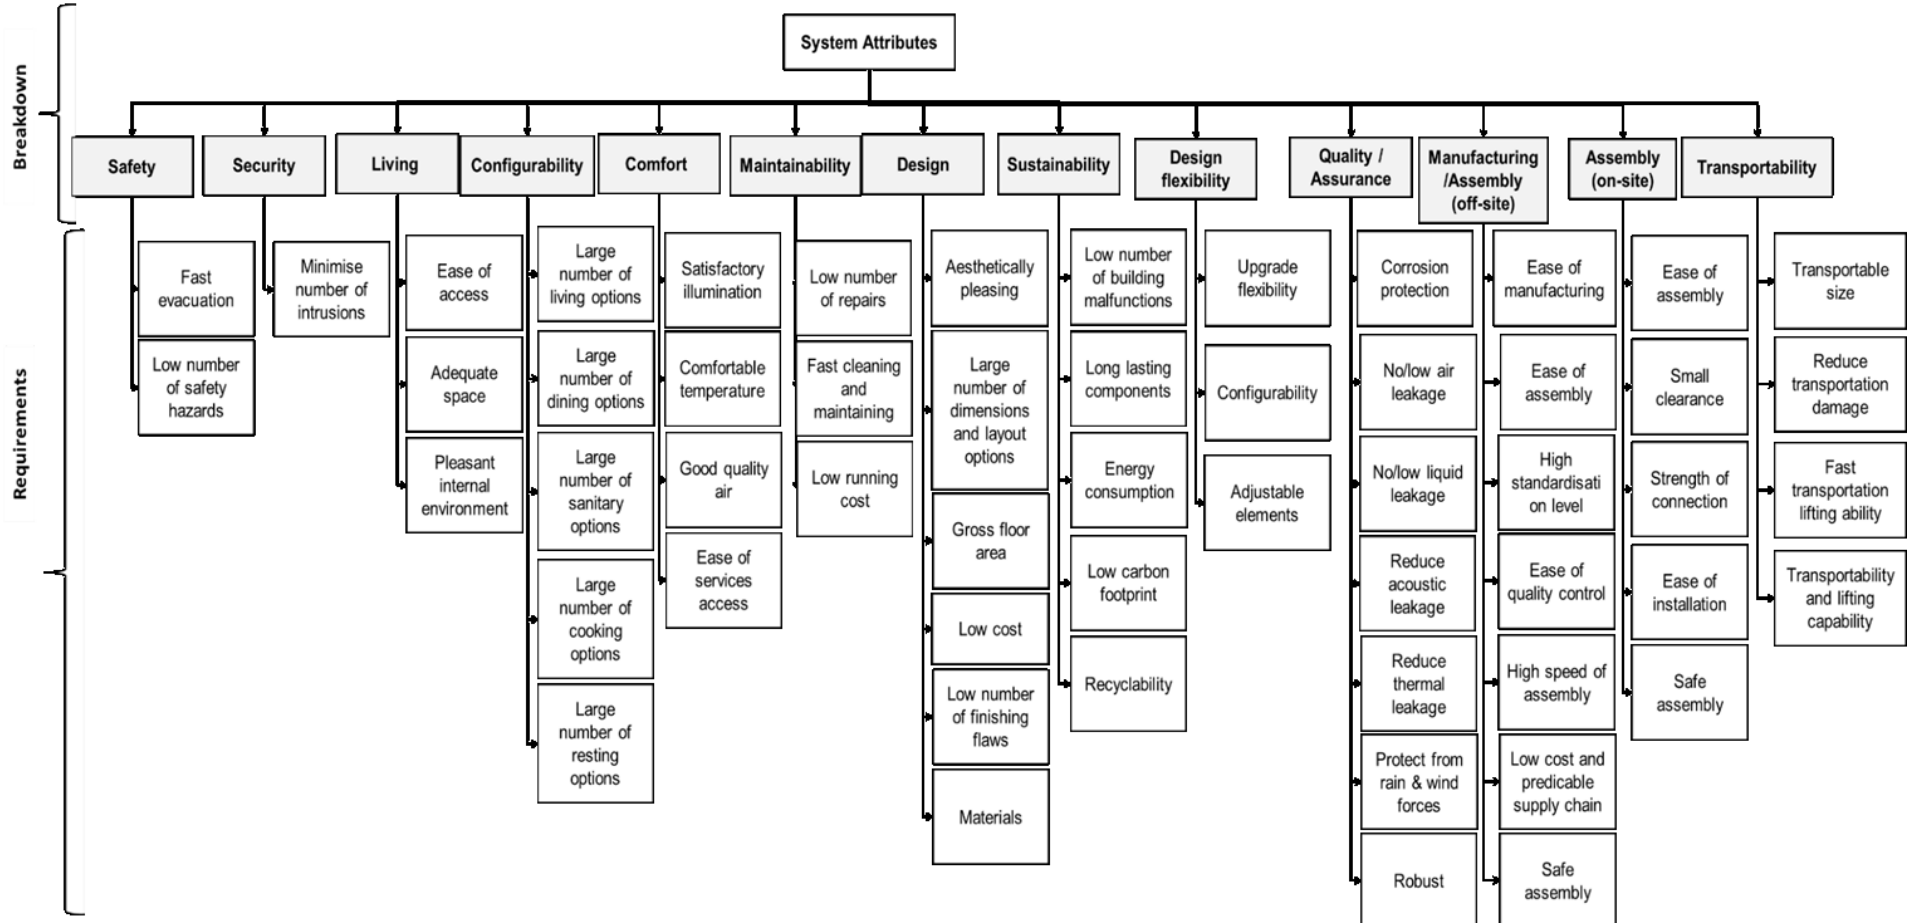 System Attributes
Breakdown
Safety
Security
Living
Configurability
Comfort
Maintainability
Design
Sustainability
Design
flexibility
Quality /
Assurance
Manufacturing
/Assembly
(off-site)
Assembly
(on-site)
Transportability
Requirements
Fast
evacuation
Low number
of safety
hazards
Minimise
number of
intrusions
Ease of
access
Adequate
space
Pleasant
internal
environment
Large
number of
living options
Large
number of
dining options
Large
number of
sanitary
options
Large
number of
cooking
options
Large
number of
resting
options
Satisfactory
illumination
Comfortable
temperature
Good quality
air
Ease of
services
access
Low number
of repairs
Fast cleaning
and
maintaining
Low running
cost
Aesthetically
pleasing
Large
number of
dimensions
and layout
options
Gross floor
area
Low cost
Low number
of finishing
flaws
Materials
Low number
of building
malfunctions
Long lasting
components
Energy
consumption
Low carbon
footprint
Recyclability
Upgrade
flexibility
Configurability
Adjustable
elements
Corrosion
protection
No/low air
leakage
No/low liquid
leakage
Reduce
acoustic
leakage
Reduce
thermal
leakage
Protect from
rain & wind
forces
Robust
Ease of
manufacturing
Ease of
assembly
High
standardisati
on level
Ease of
quality control
High speed of
assembly
Low cost and
predicable
supply chain
Safe
assembly
Ease of
assembly
Small
clearance
Strength of
connection
Ease of
installation
Safe
assembly
Transportable
size
Reduce
transportation
damage
Fast
transportation
lifting ability
Transportability
and lifting
capability